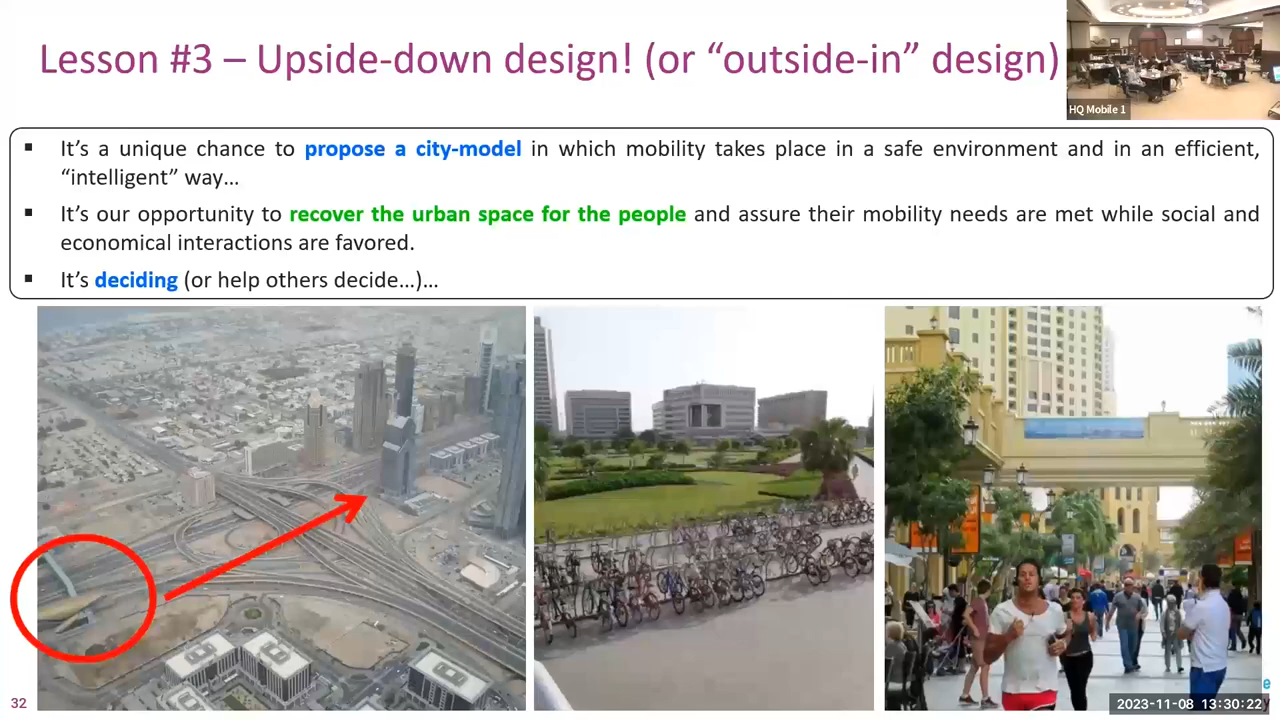 Lesson #3 – Upside-down design! (or “outside-in” design)
HQ Mobile 1
▪ It’s a unique chance to propose a city-model in which mobility takes place in a safe environment and in an efficient,
“intelligent” way…
▪ It’s our opportunity to recover the urban space for the people and assure their mobility needs are met while social and
economical interactions are favored.
▪ It’s deciding (or help others decide…)…
32
2023-11-08 13:30:22